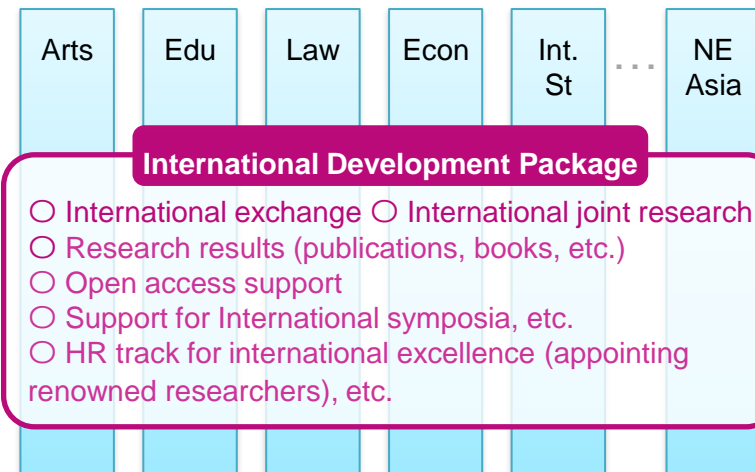 Arts Edu Law Econ Int. St ... NE Asia
International Development Package
○ International exchange ○ International joint research
○ Research results (publications, books, etc.)
○ Open access support
○ Support for International symposia, etc.
○ HR track for international excellence (appointing
renowned researchers), etc.